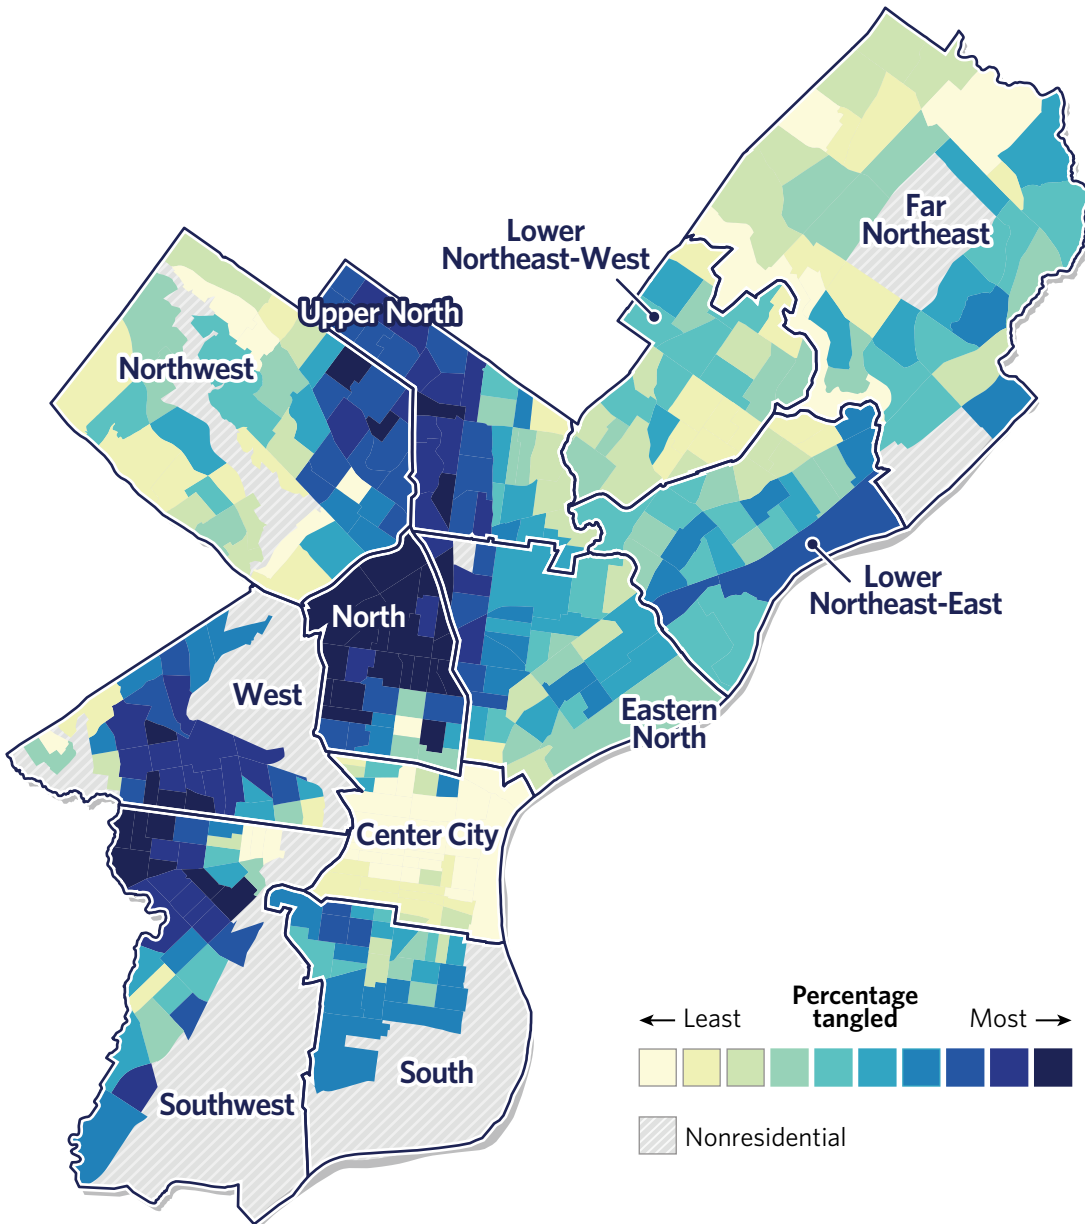 Far
Northeast
Lower
Northeast-West
Upper North
Northwest
Lower
Northeast-East
North
West
Eastern
North
Center City
Percentage
tangled
← Least
Most →
Nonresidential
South
Southwest